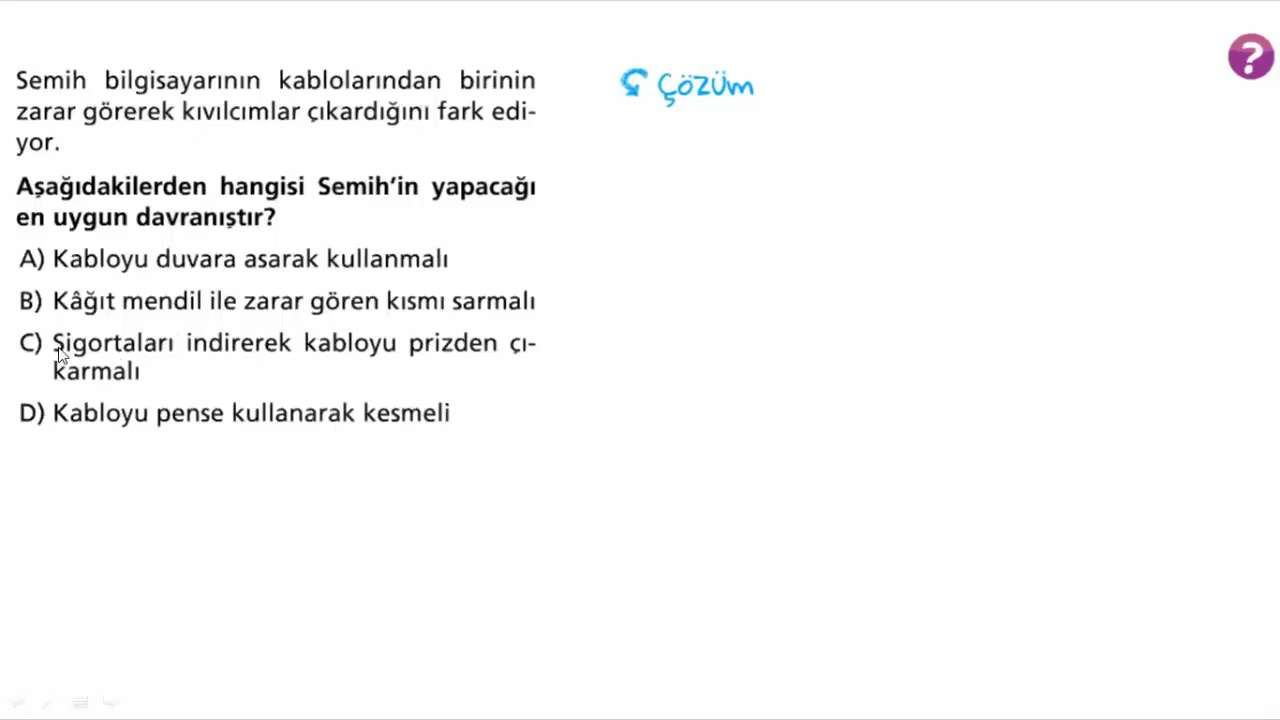 Semih bilgisayarının kablolarından birinin
zarar görerek kıvılcımlar çıkardığını fark edi-
yor.
Aşağıdakilerden hangisi Semih'in yapacağı
en uygun davranıştır?
A) Kabloyu duvara asarak kullanmalı
B) Kâğıt mendil ile zarar gören kısmı sarmalı
C) Sigortaları indirerek kabloyu prizden çı-
karmalı
D) Kabloyu pense kullanarak kesmeli
Çözüm
?